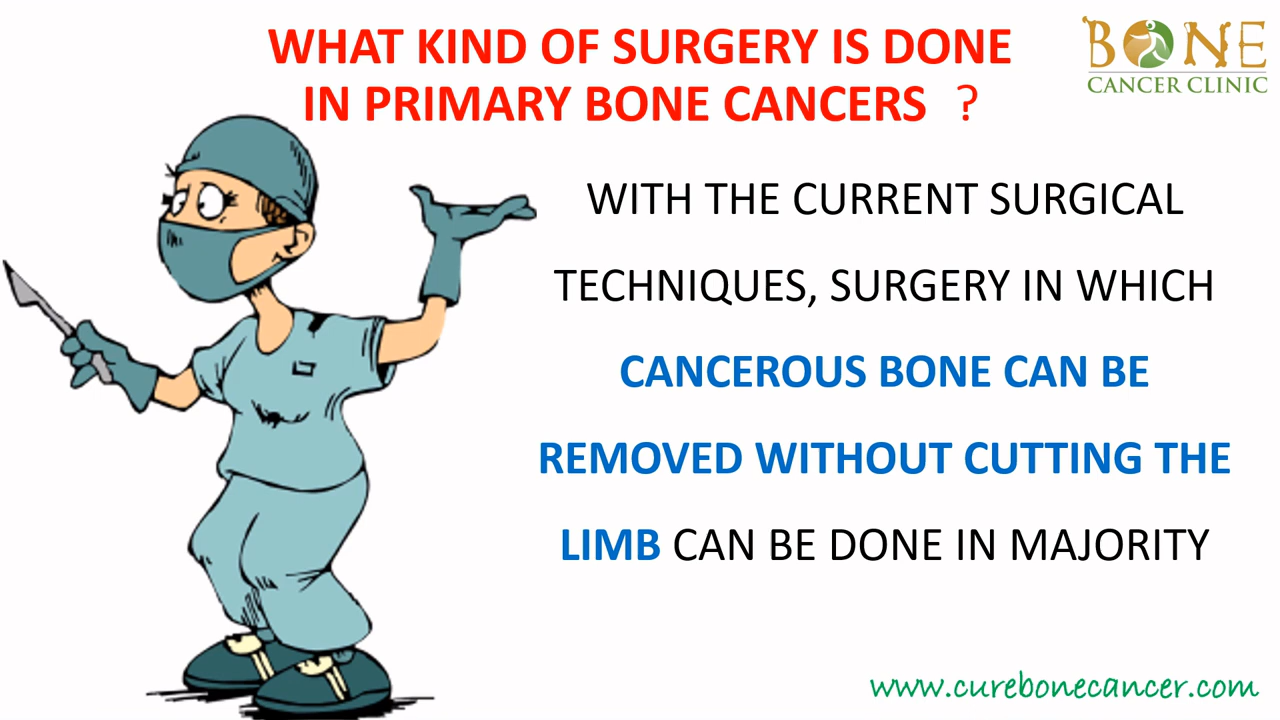 WHAT KIND OF SURGERY IS DONE
IN PRIMARY BONE CANCERS ?
BONE
CANCER CLINIC
WITH THE CURRENT SURGICAL
TECHNIQUES, SURGERY IN WHICH
CANCEROUS BONE CAN BE
REMOVED WITHOUT CUTTING THE
LIMB CAN BE DONE IN MAJORITY
www.curebonecancer.com